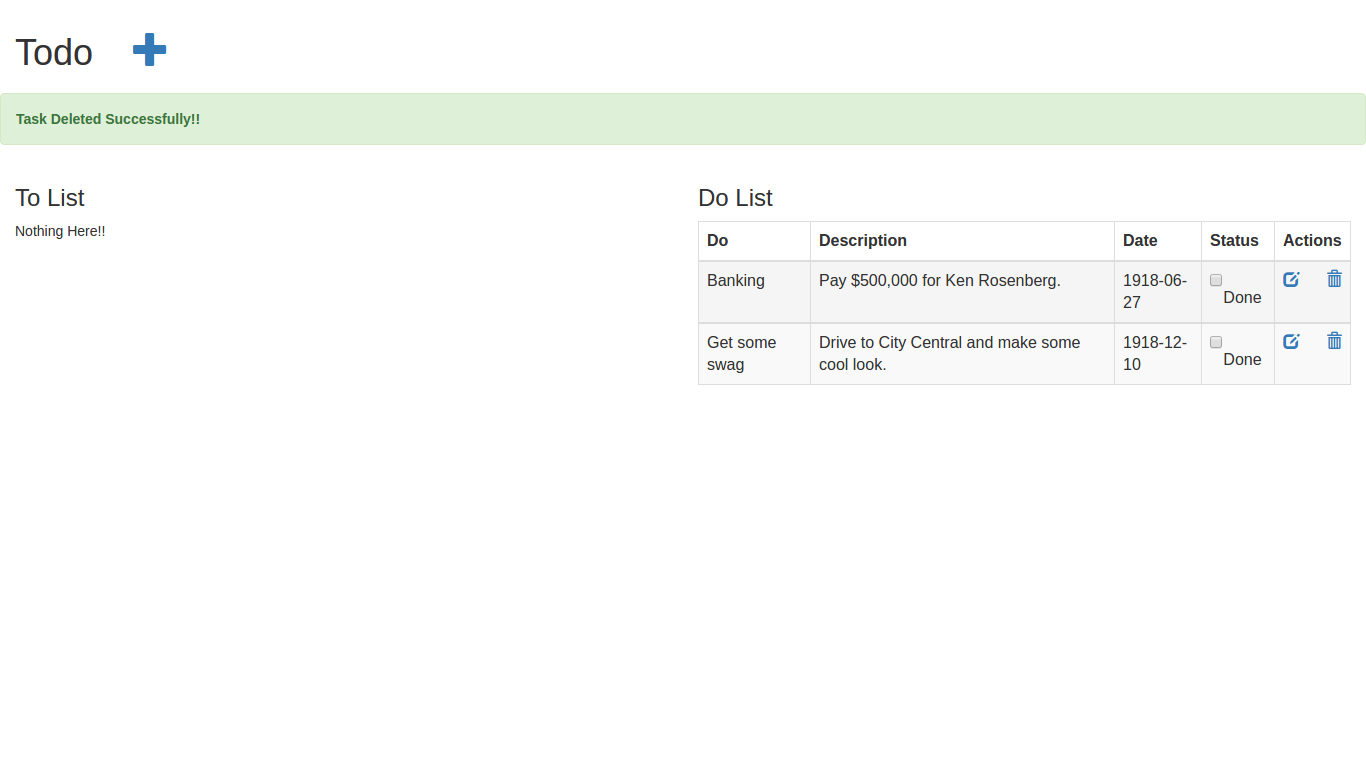 Todo
Task Deleted Successfully!!
To List
Nothing Here!!
Do List
Do Description Date Status Actions
Banking Pay $500,000 for Ken Rosenberg. 1918-06-
27 Done
Get some Drive to City Central and make some 1918-12-
swag cool look. 10 Done